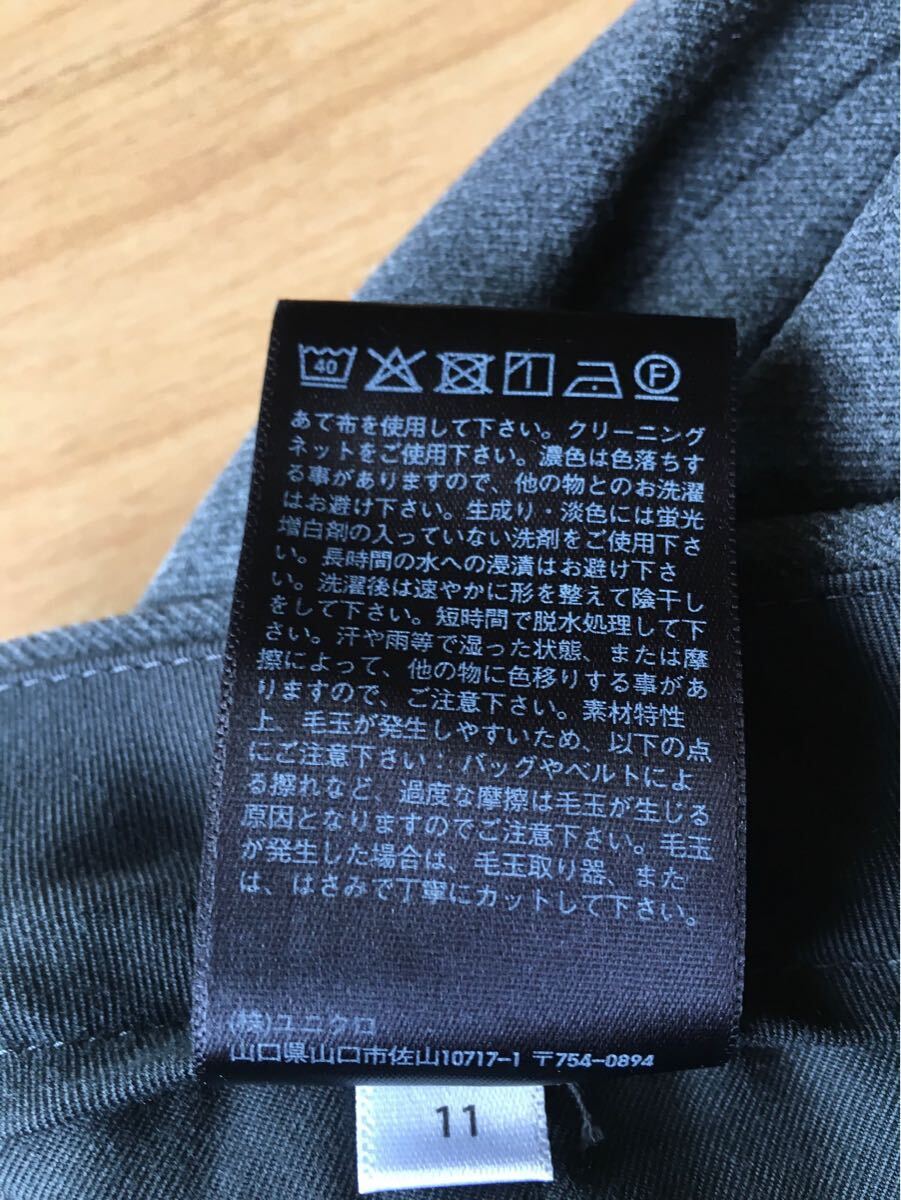 40
F
あて布を使用して下さい。クリーニング
ネットをご使用下さい。濃色は色落ちす
る事がありますので、他の物とのお洗濯
はお避け下さい。生成り・淡色には蛍光
増白剤の入っていない洗剤をご使用下さ
い。長時間の水への浸漬はお避け下さ
い。洗濯後は速やかに形を整えて陰干し
をして下さい。短時間で脱水処理して下
さい。汗や雨等で湿った状態、または摩
擦によって、他の物に色移りする事があ
りますので、ご注意下さい。素材特性
上、毛玉が発生しやすいため、以下の点
にご注意下さい：バッグやベルトによ
る擦れなど、過度な摩擦は毛玉が生じる
原因となりますのでご注意下さい。毛玉
が発生した場合は、毛玉取り器、また
は、はさみで丁寧にカットして下さい。
(株)ユニクロ
山口県山口市佐山10717-1 〒754-0894
11